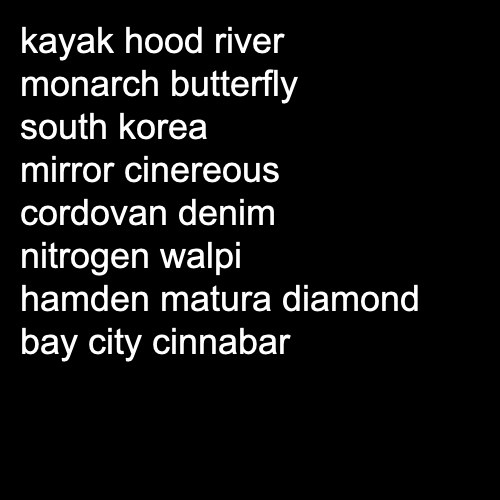 kayak hood river
monarch butterfly
south korea
mirror cinereous
cordovan denim
nitrogen walpi
hamden matura diamond
bay city cinnabar